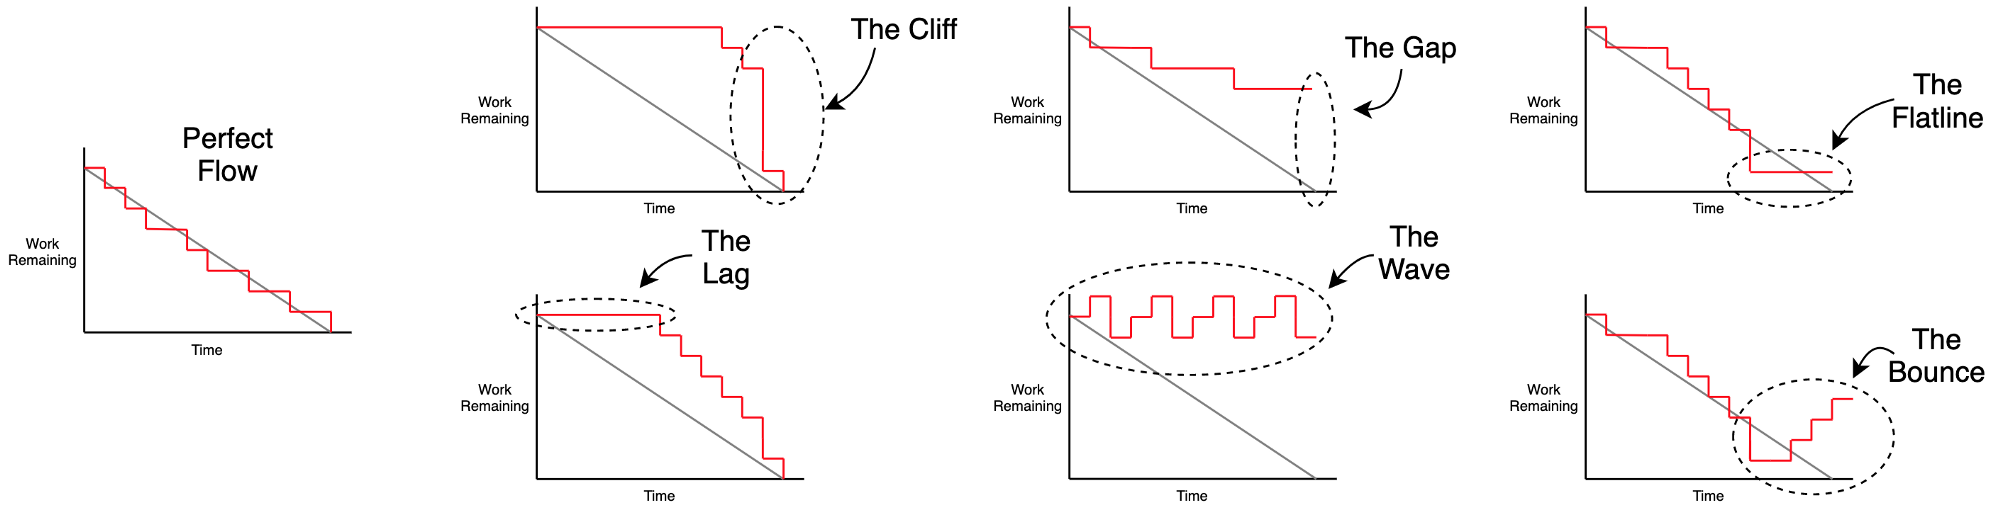 Perfect
Flow
Work
Remaining
Time
The Cliff
Work
Remaining
Time
The Gap
Work
Remaining
Time
The
Flatline
Work
Remaining
Time
The
Lag
Work
Remaining
Time
The
Wave
Work
Remaining
Time
The
Bounce
Work
Remaining
Time